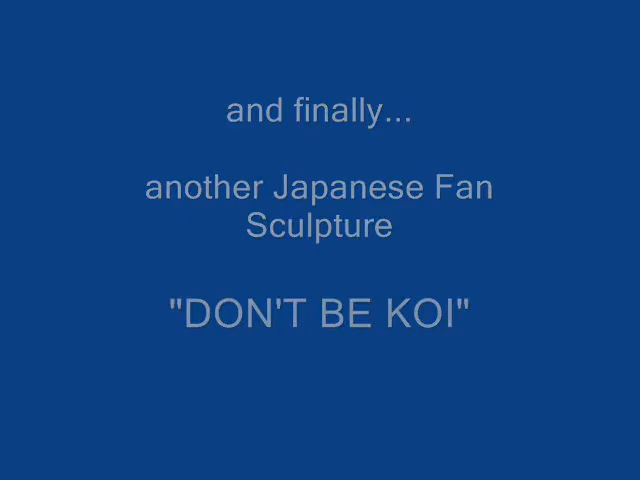 and finally...
another Japanese Fan
Sculpture
"DON'T BE KOI"